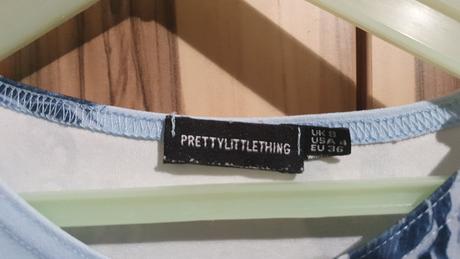 PRETTYLITTLETHING
UK 8
USA 4
EU 36